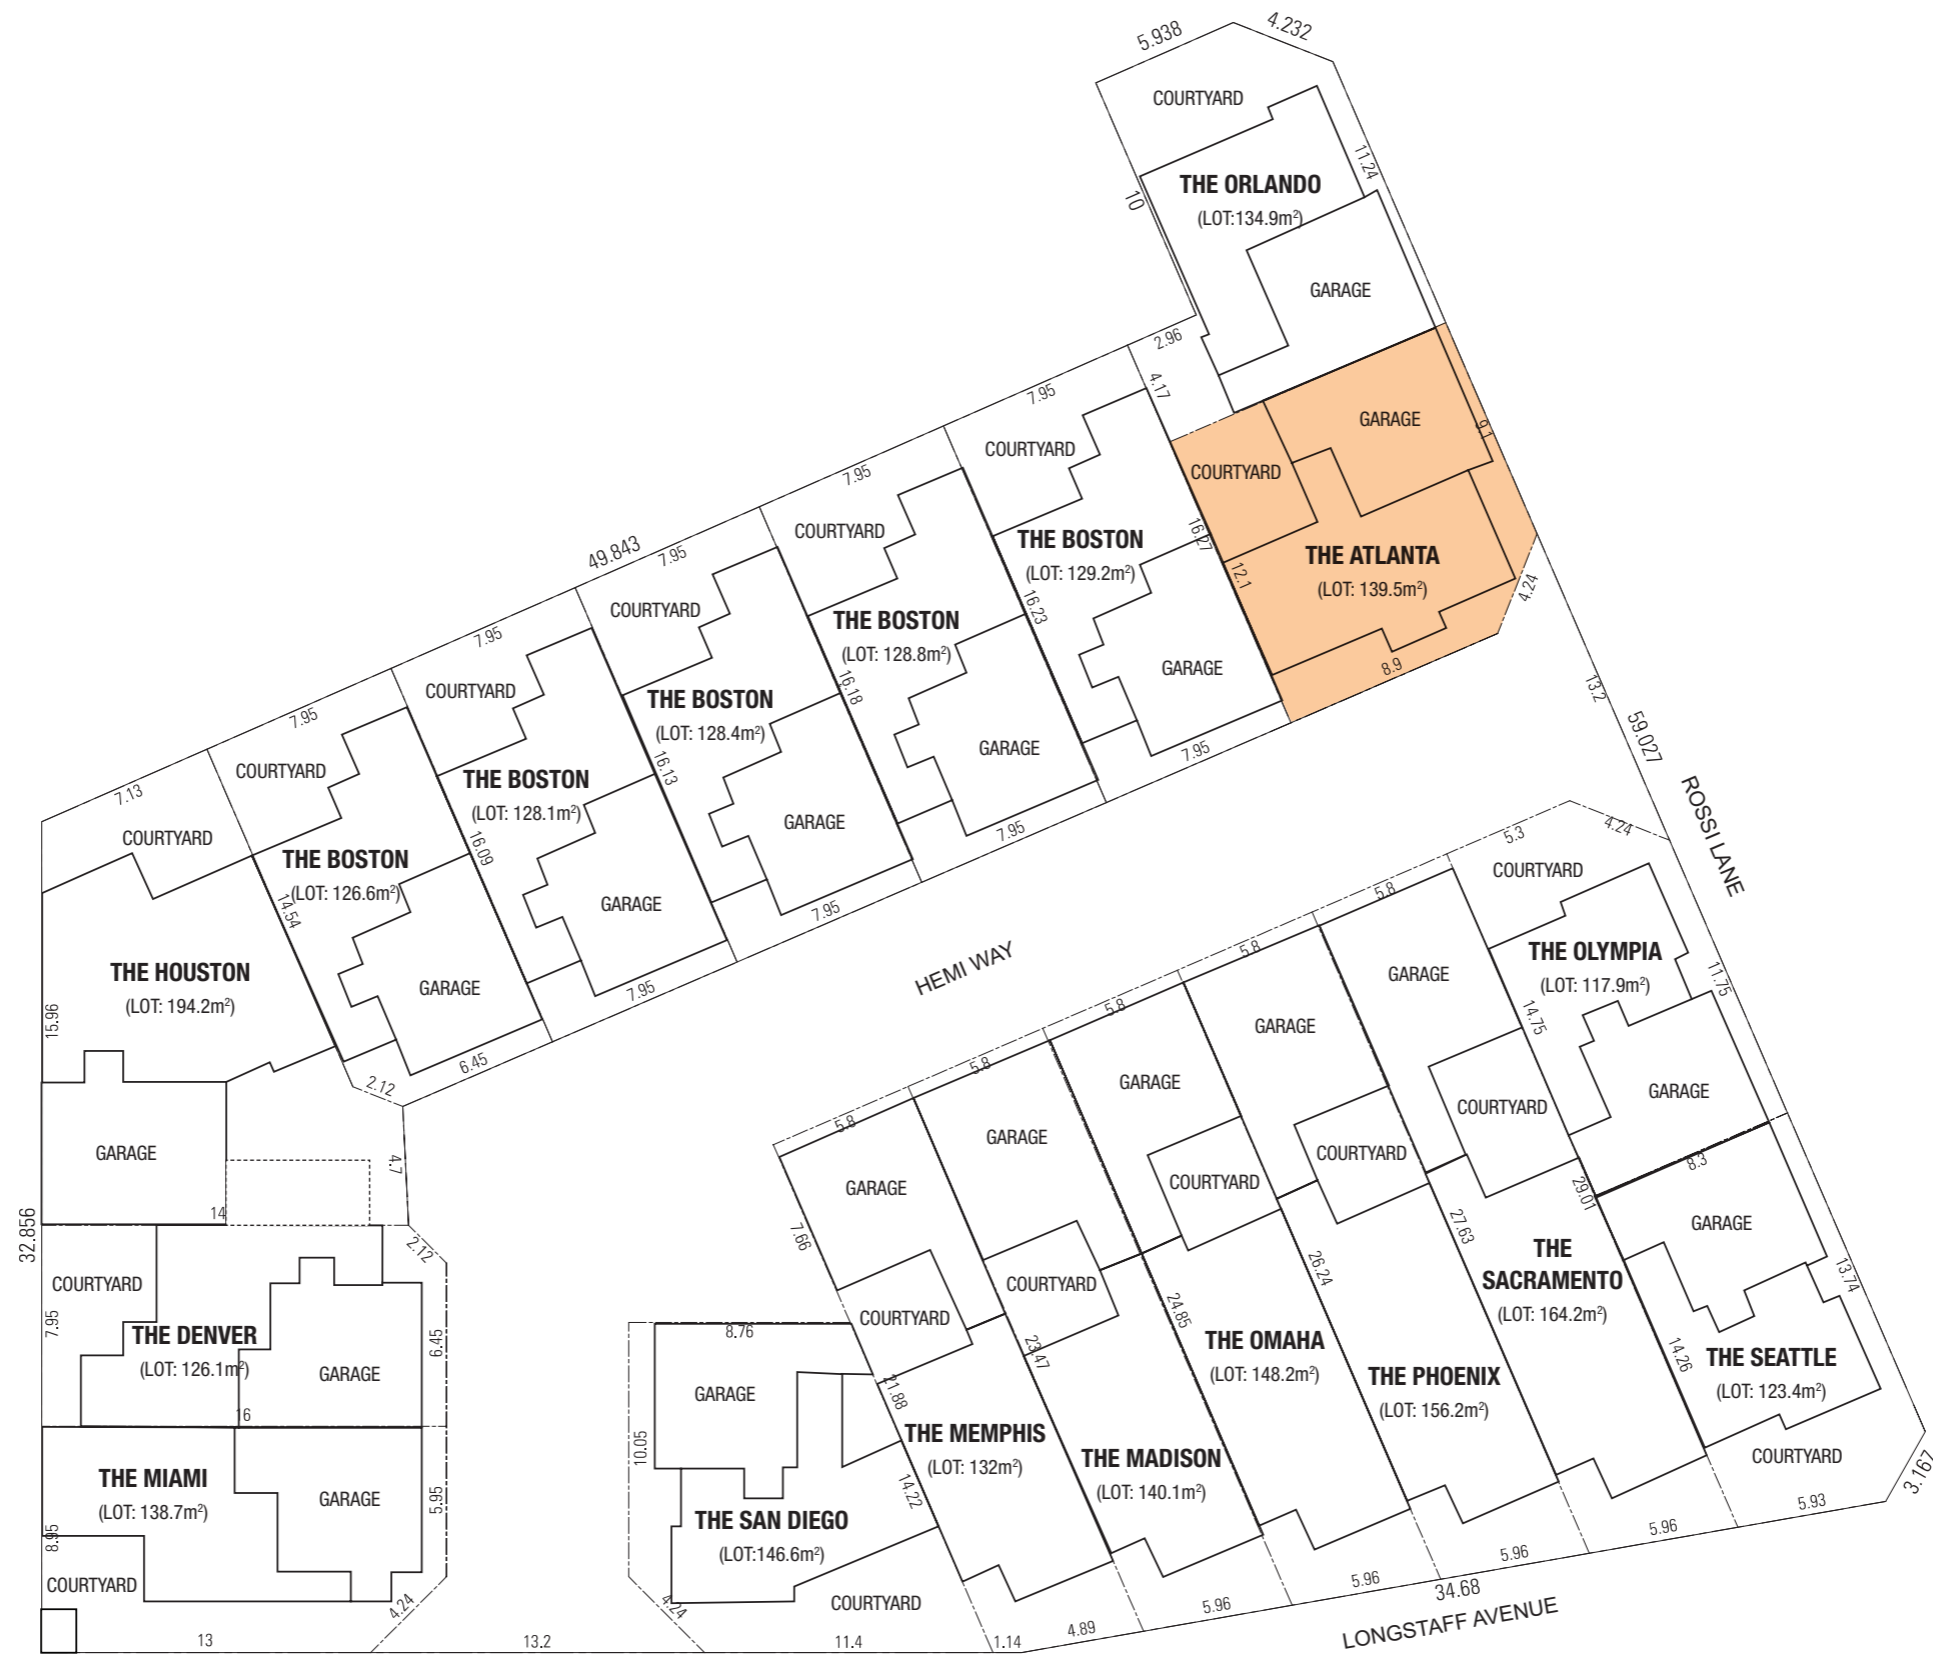 5.938
4.232
COURTYARD
11.24
THE ORLANDO
(LOT:134.9m²)
10
GARAGE
2.96
4.17
GARAGE
9.1
COURTYARD
16.27
THE ATLANTA
(LOT: 139.5m²)
12.1
4.24
8.9
7.95
COURTYARD
THE BOSTON
(LOT: 129.2m²)
16.23
GARAGE
7.95
7.95
COURTYARD
THE BOSTON
(LOT: 128.8m²)
16.18
GARAGE
7.95
49.843
7.95
COURTYARD
THE BOSTON
(LOT: 128.4m²)
16.13
GARAGE
7.95
7.95
COURTYARD
THE BOSTON
(LOT: 128.1m²)
16.09
GARAGE
7.95
7.95
COURTYARD
THE BOSTON
(LOT: 126.6m²)
14.54
GARAGE
6.45
7.13
COURTYARD
THE HOUSTON
(LOT: 194.2m²)
15.96
2.12
GARAGE
4.7
14
32.856
2.12
COURTYARD
7.95
THE DENVER
(LOT: 126.1m²)
GARAGE
6.45
16
THE MIAMI
(LOT: 138.7m²)
GARAGE
5.95
8.95
COURTYARD
4.24
13
13.2
HEMI WAY
13.2
59.027
ROSSI LANE
5.3
4.24
COURTYARD
THE OLYMPIA
(LOT: 117.9m²)
11.75
14.75
GARAGE
8.3
5.8
GARAGE
COURTYARD
29.01
THE
SACRAMENTO
(LOT: 164.2m²)
5.8
GARAGE
COURTYARD
27.63
THE PHOENIX
(LOT: 156.2m²)
5.8
GARAGE
COURTYARD
26.24
THE OMAHA
(LOT: 148.2m²)
5.8
GARAGE
COURTYARD
24.85
23.47
THE MADISON
(LOT: 140.1m²)
5.8
GARAGE
7.66
COURTYARD
21.88
THE MEMPHIS
(LOT: 132m²)
14.22
GARAGE
13.74
14.26
THE SEATTLE
(LOT: 123.4m²)
COURTYARD
3.167
8.76
GARAGE
10.05
THE SAN DIEGO
(LOT:146.6m²)
4.24
COURTYARD
11.4
1.14
4.89
5.96
5.96
5.96
5.96
5.93
34.68
LONGSTAFF AVENUE